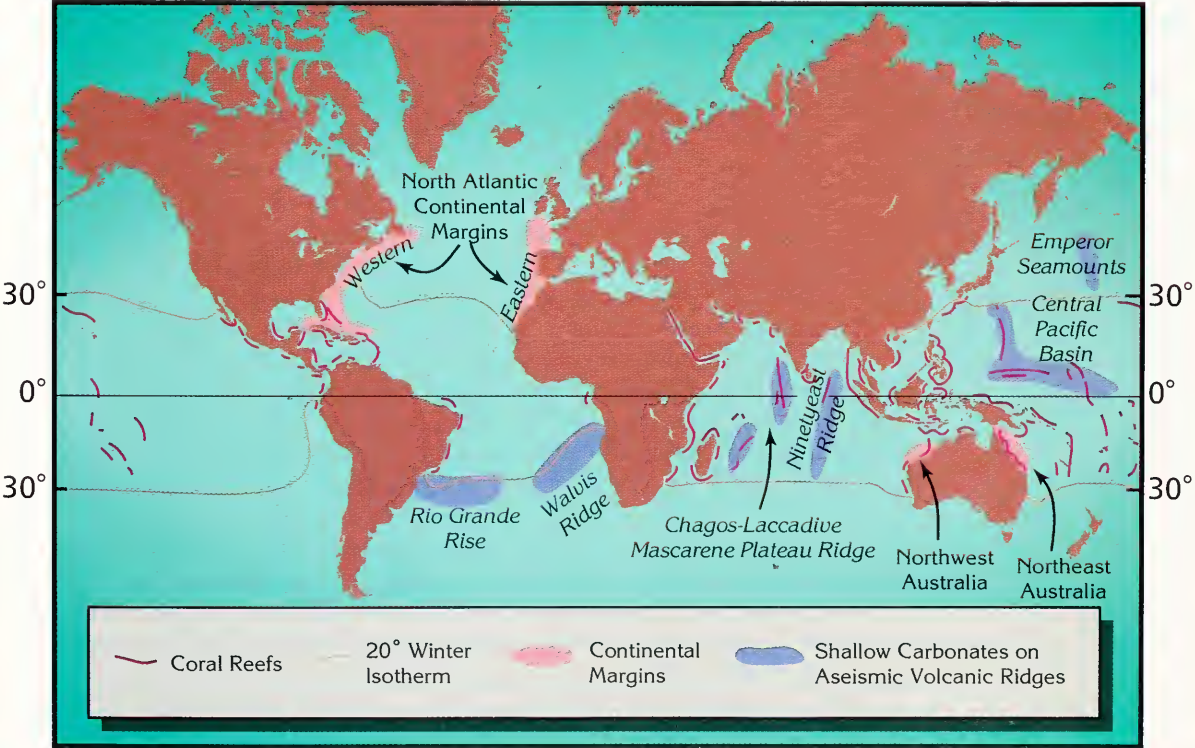 North Atlantic
Continental
Margins
Western
Eastern
Emperor
Seamounts
30°
30°
Central
Pacific
Basin
0°
0°
Ninetyeast
Ridge
30°
30°
Rio Grande
Rise
Walvis
Ridge
Chagos-Laccadive
Mascarene Plateau Ridge
Northwest
Australia
Northeast
Australia
Coral Reefs
20° Winter
Isotherm
Continental
Margins
Shallow Carbonates on
Aseismic Volcanic Ridges